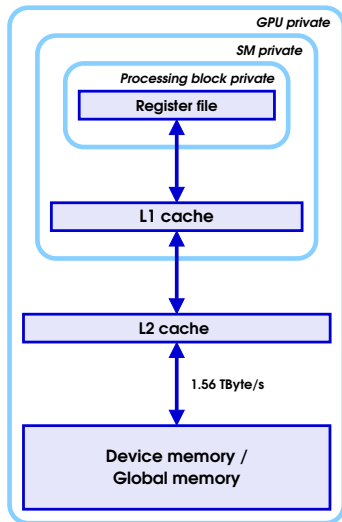 GPU private
SM private
Processing block private
Register file
L1 cache
L2 cache
1.56 TByte/s
Device memory /
Global memory